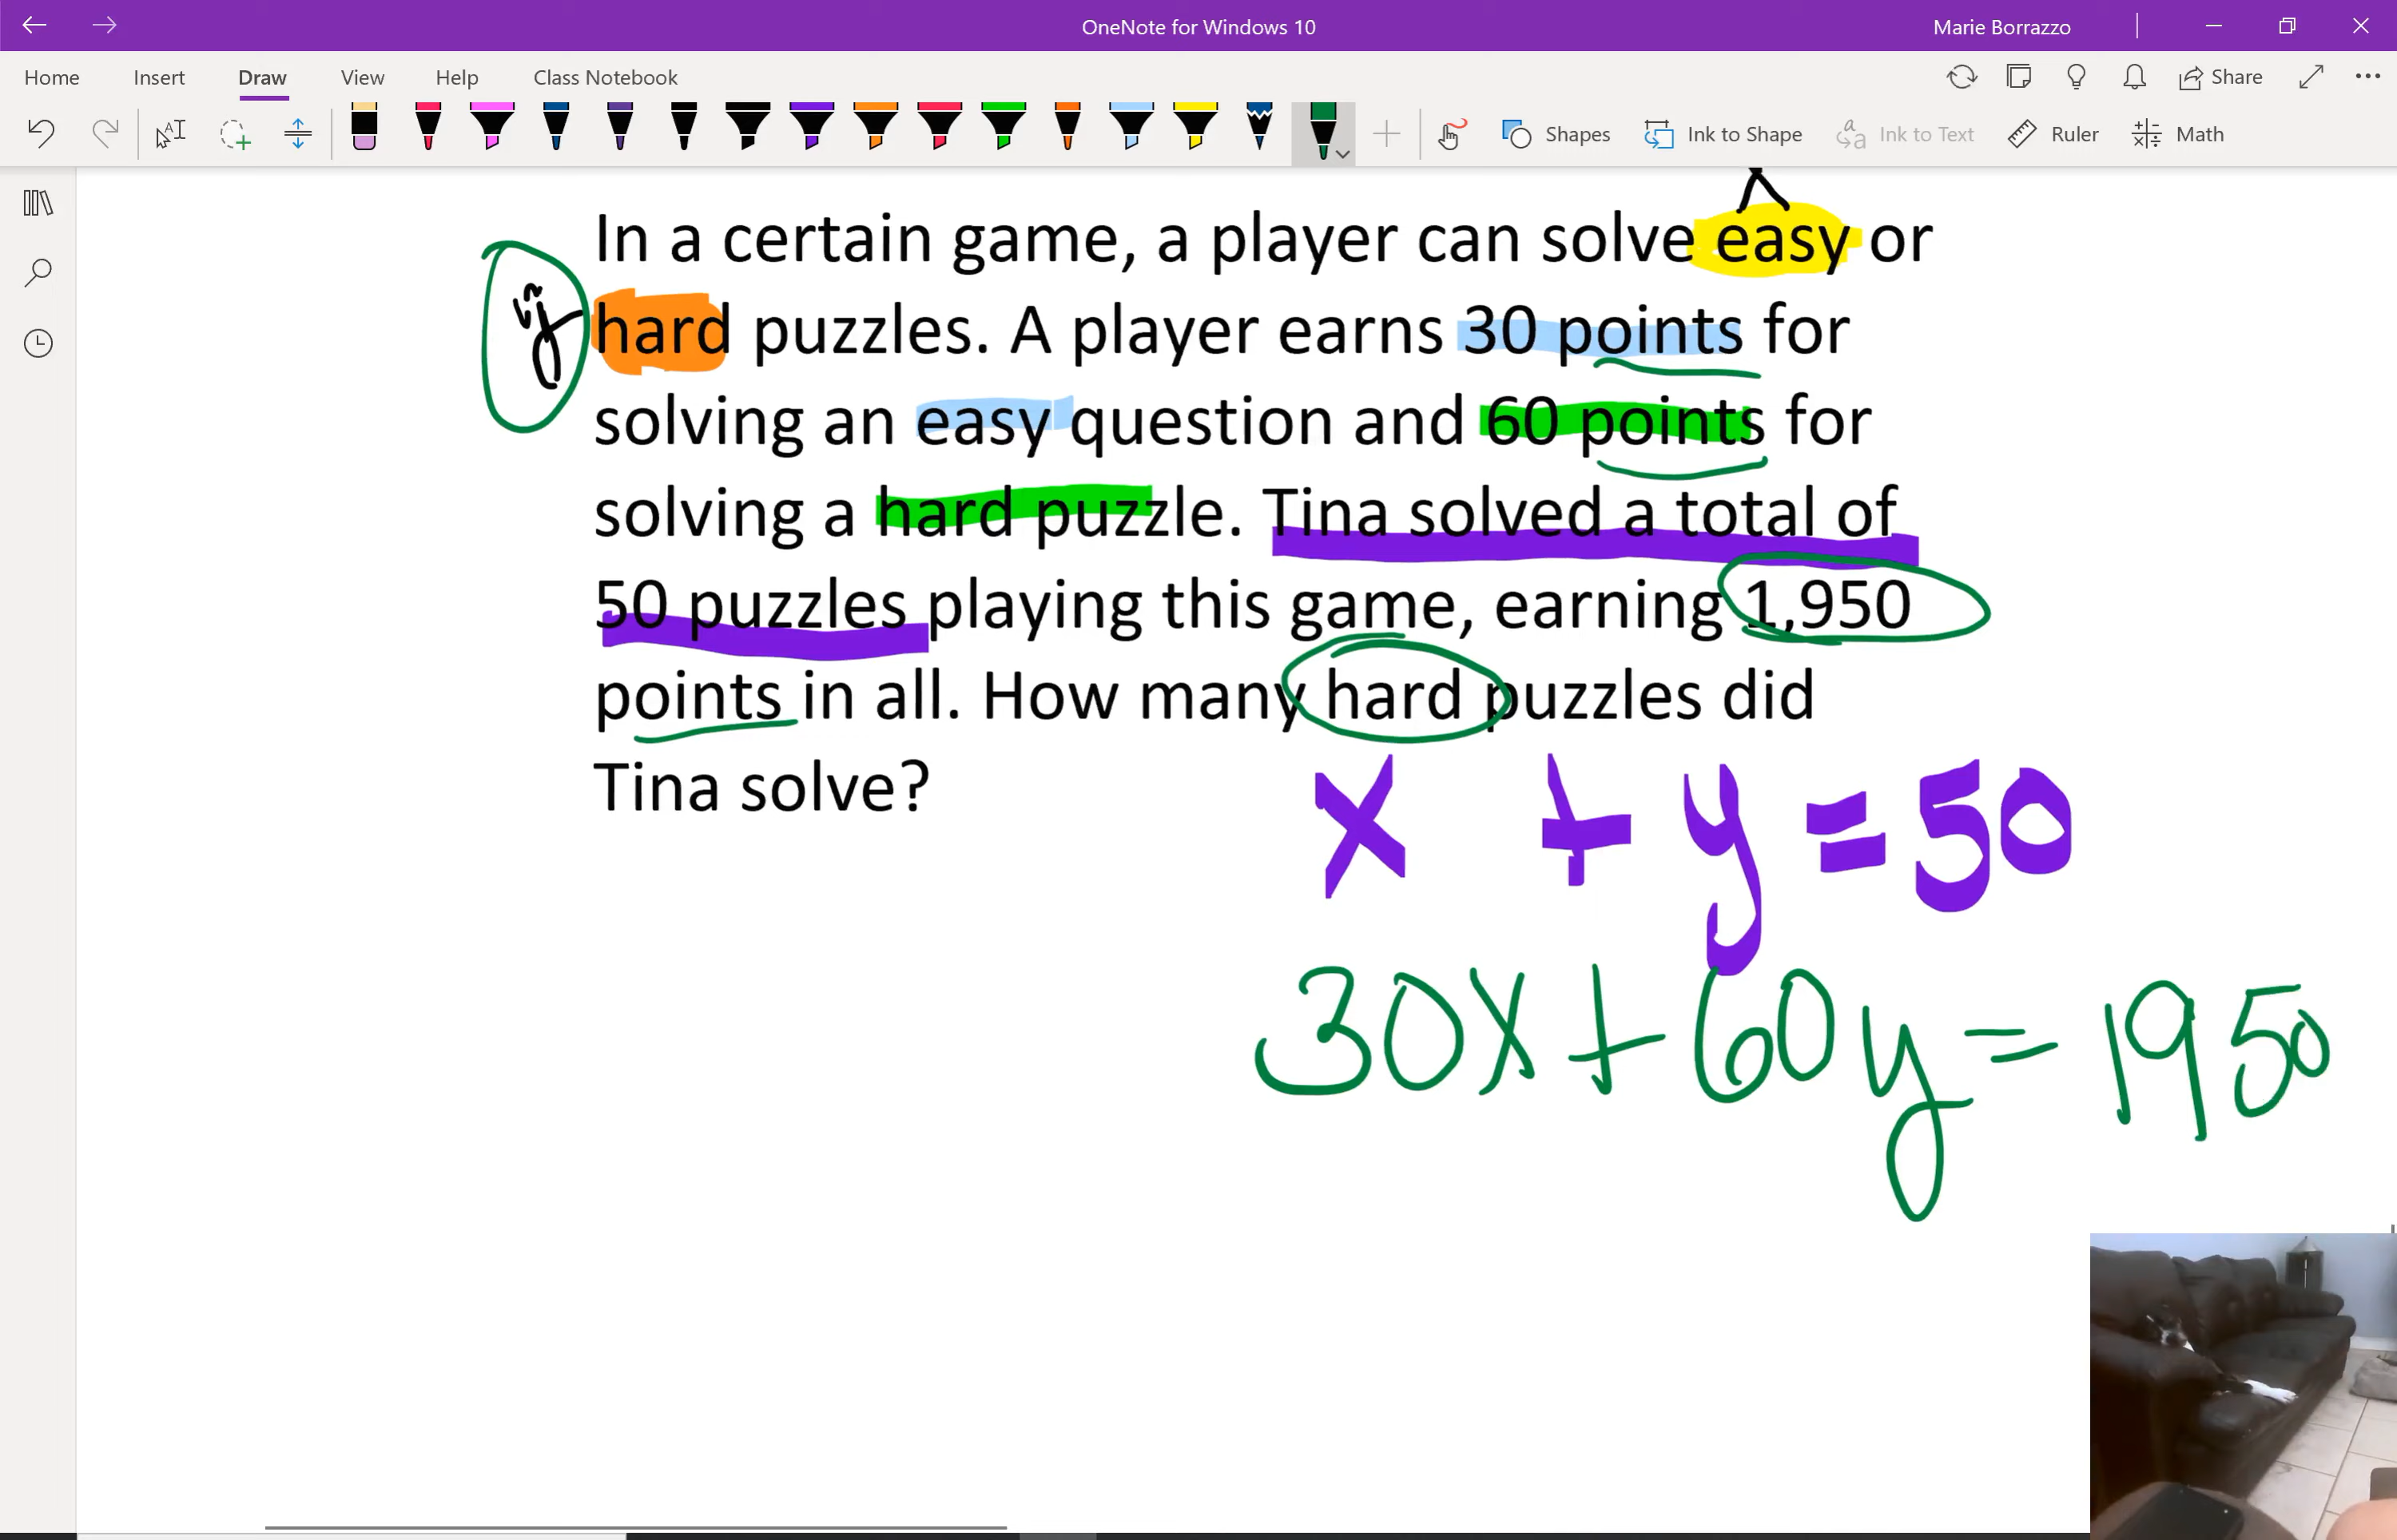 OneNote for Windows 10
Marie Borrazzo
Home Insert Draw View Help Class Notebook
Share
Shapes Ink to Shape Ink to Text Ruler Math
x
In a certain game, a player can solve easy or
y hard puzzles. A player earns 30 points for
solving an easy question and 60 points for
solving a hard puzzle. Tina solved a total of
50 puzzles playing this game, earning 1,950
points in all. How many hard puzzles did
Tina solve?
x + y = 50
30x + 60y = 1950